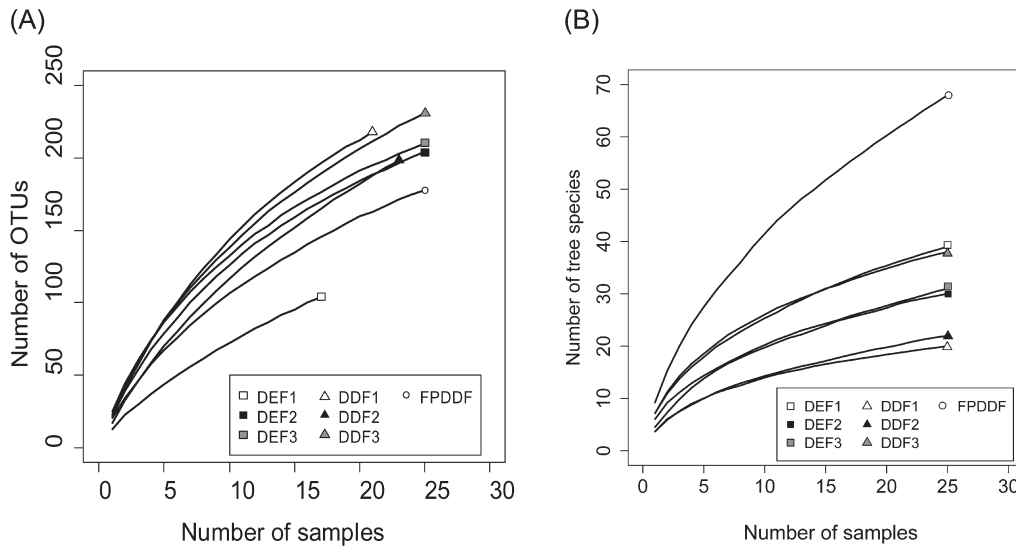 (A)
Number of OTUs
250
200
150
100
50
0
DEF1 DDF1 FPDDF
DEF2 DDF2
DEF3 DDF3
0 5 10 15 20 25 30
Number of samples
(B)
Number of tree species
70
60
50
40
30
20
10
0
DEF1 DDF1 FPDDF
DEF2 DDF2
DEF3 DDF3
0 5 10 15 20 25 30
Number of samples